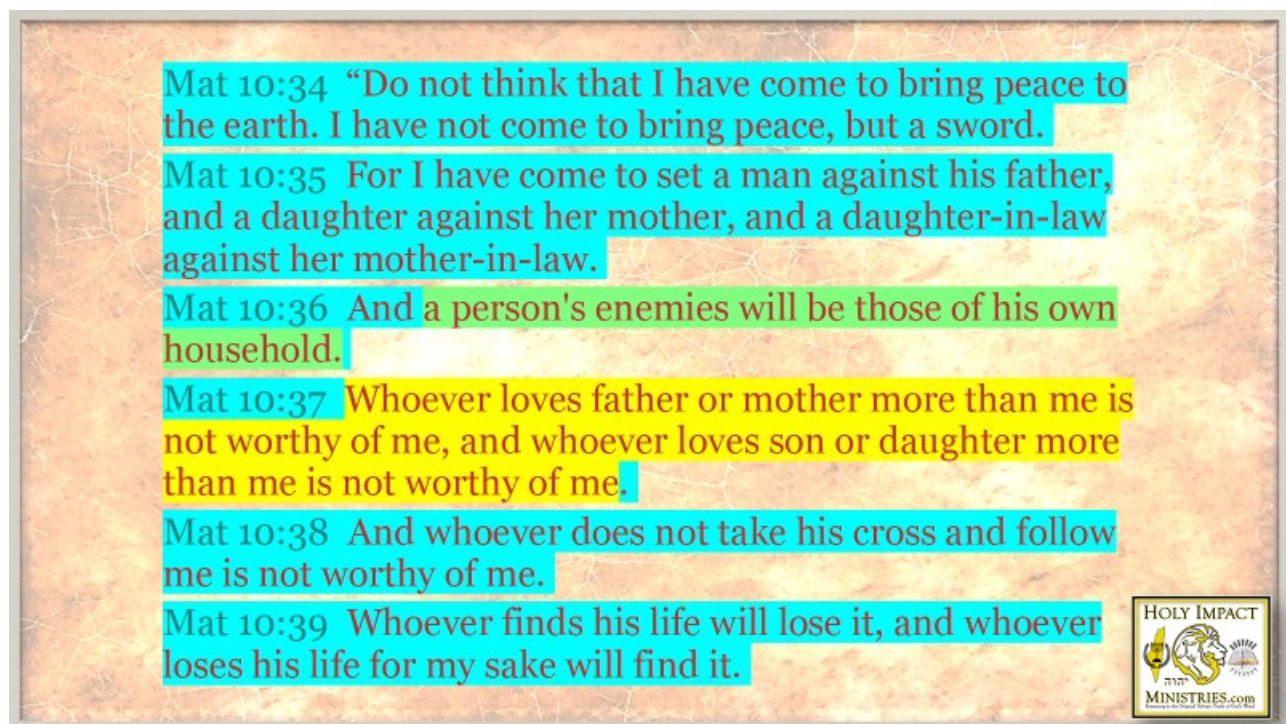 Mat 10:34 “Do not think that I have come to bring peace to
the earth. I have not come to bring peace, but a sword.
Mat 10:35 For I have come to set a man against his father,
and a daughter against her mother, and a daughter-in-law
against her mother-in-law.
Mat 10:36 And a person's enemies will be those of his own
household.
Mat 10:37 Whoever loves father or mother more than me is
not worthy of me, and whoever loves son or daughter more
than me is not worthy of me.
Mat 10:38 And whoever does not take his cross and follow
me is not worthy of me.
Mat 10:39 Whoever finds his life will lose it, and whoever
loses his life for my sake will find it.
HOLY IMPACT
יהוה
MINISTRIES.com